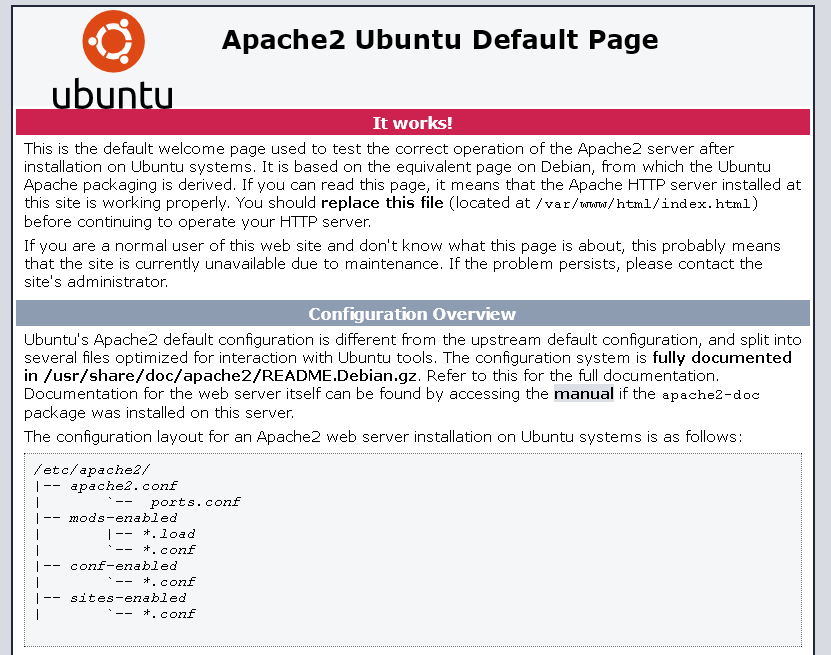 ubuntu
Apache2 Ubuntu Default Page
It works!
This is the default welcome page used to test the correct operation of the Apache2 server after
installation on Ubuntu systems. It is based on the equivalent page on Debian, from which the Ubuntu
Apache packaging is derived. If you can read this page, it means that the Apache HTTP server installed at
this site is working properly. You should replace this file (located at /var/www/html/index.html)
before continuing to operate your HTTP server.
If you are a normal user of this web site and don't know what this page is about, this probably means
that the site is currently unavailable due to maintenance. If the problem persists, please contact the
site's administrator.
Configuration Overview
Ubuntu's Apache2 default configuration is different from the upstream default configuration, and split into
several files optimized for interaction with Ubuntu tools. The configuration system is fully documented
in /usr/share/doc/apache2/README.Debian.gz. Refer to this for the full documentation.
Documentation for the web server itself can be found by accessing the manual if the apache2-doc
package was installed on this server.
The configuration layout for an Apache2 web server installation on Ubuntu systems is as follows:
/etc/apache2/
|-- apache2.conf
|       `--  ports.conf
|-- mods-enabled
|       |-- *.load
|       `-- *.conf
|-- conf-enabled
|       `-- *.conf
|-- sites-enabled
|       `-- *.conf